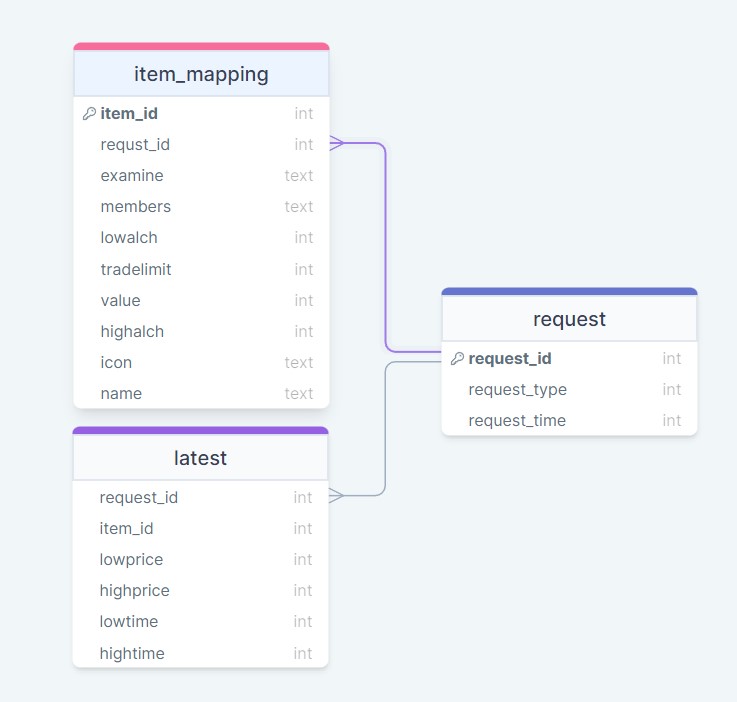 item_mapping
item_id int
requst_id int
examine text
members text
lowalch int
tradelimit int
value int
highalch int
icon text
name text
latest
request_id int
item_id int
lowprice int
highprice int
lowtime int
hightime int
request
request_id int
request_type int
request_time int